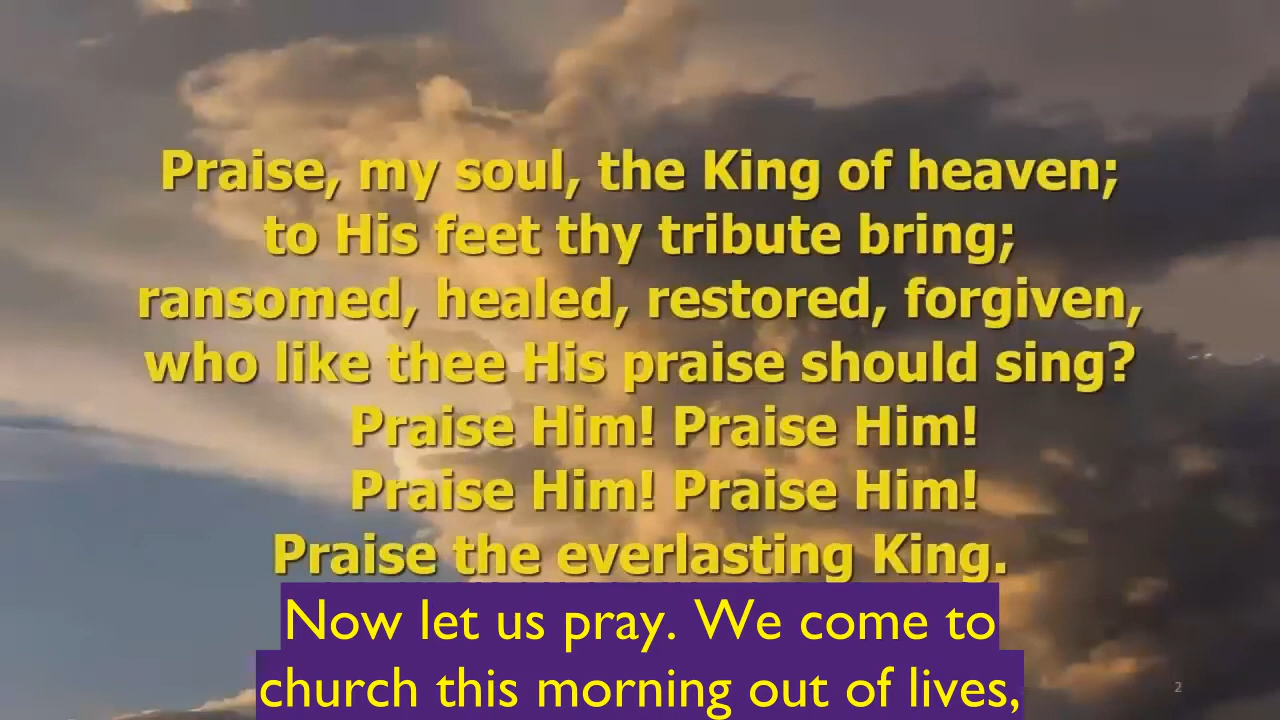 Praise, my soul, the King of heaven;
to His feet thy tribute bring;
ransomed, healed, restored, forgiven,
who like thee His praise should sing?
Praise Him! Praise Him!
Praise Him! Praise Him!
Praise the everlasting King.
Now let us pray. We come to
church this morning out of lives,
2